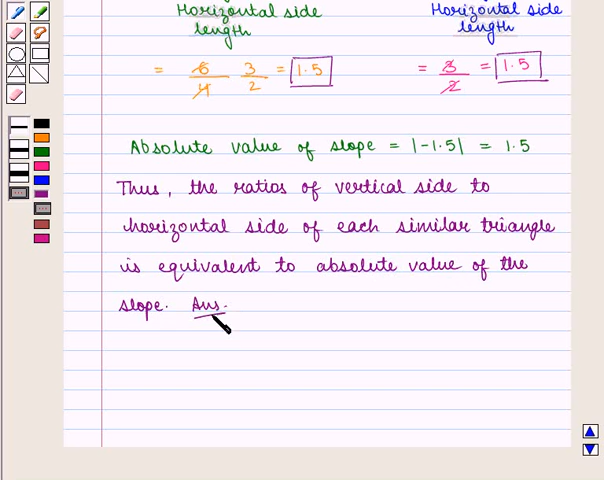 Horizontal side length
= 6/4 3/2 = 1.5
Horizontal side length
= 3/2 = 1.5
Absolute value of slope = |-1.5| = 1.5
Thus, the ratios of vertical side to
horizontal side of each similar triangle
is equivalent to absolute value of the
slope. Ans.